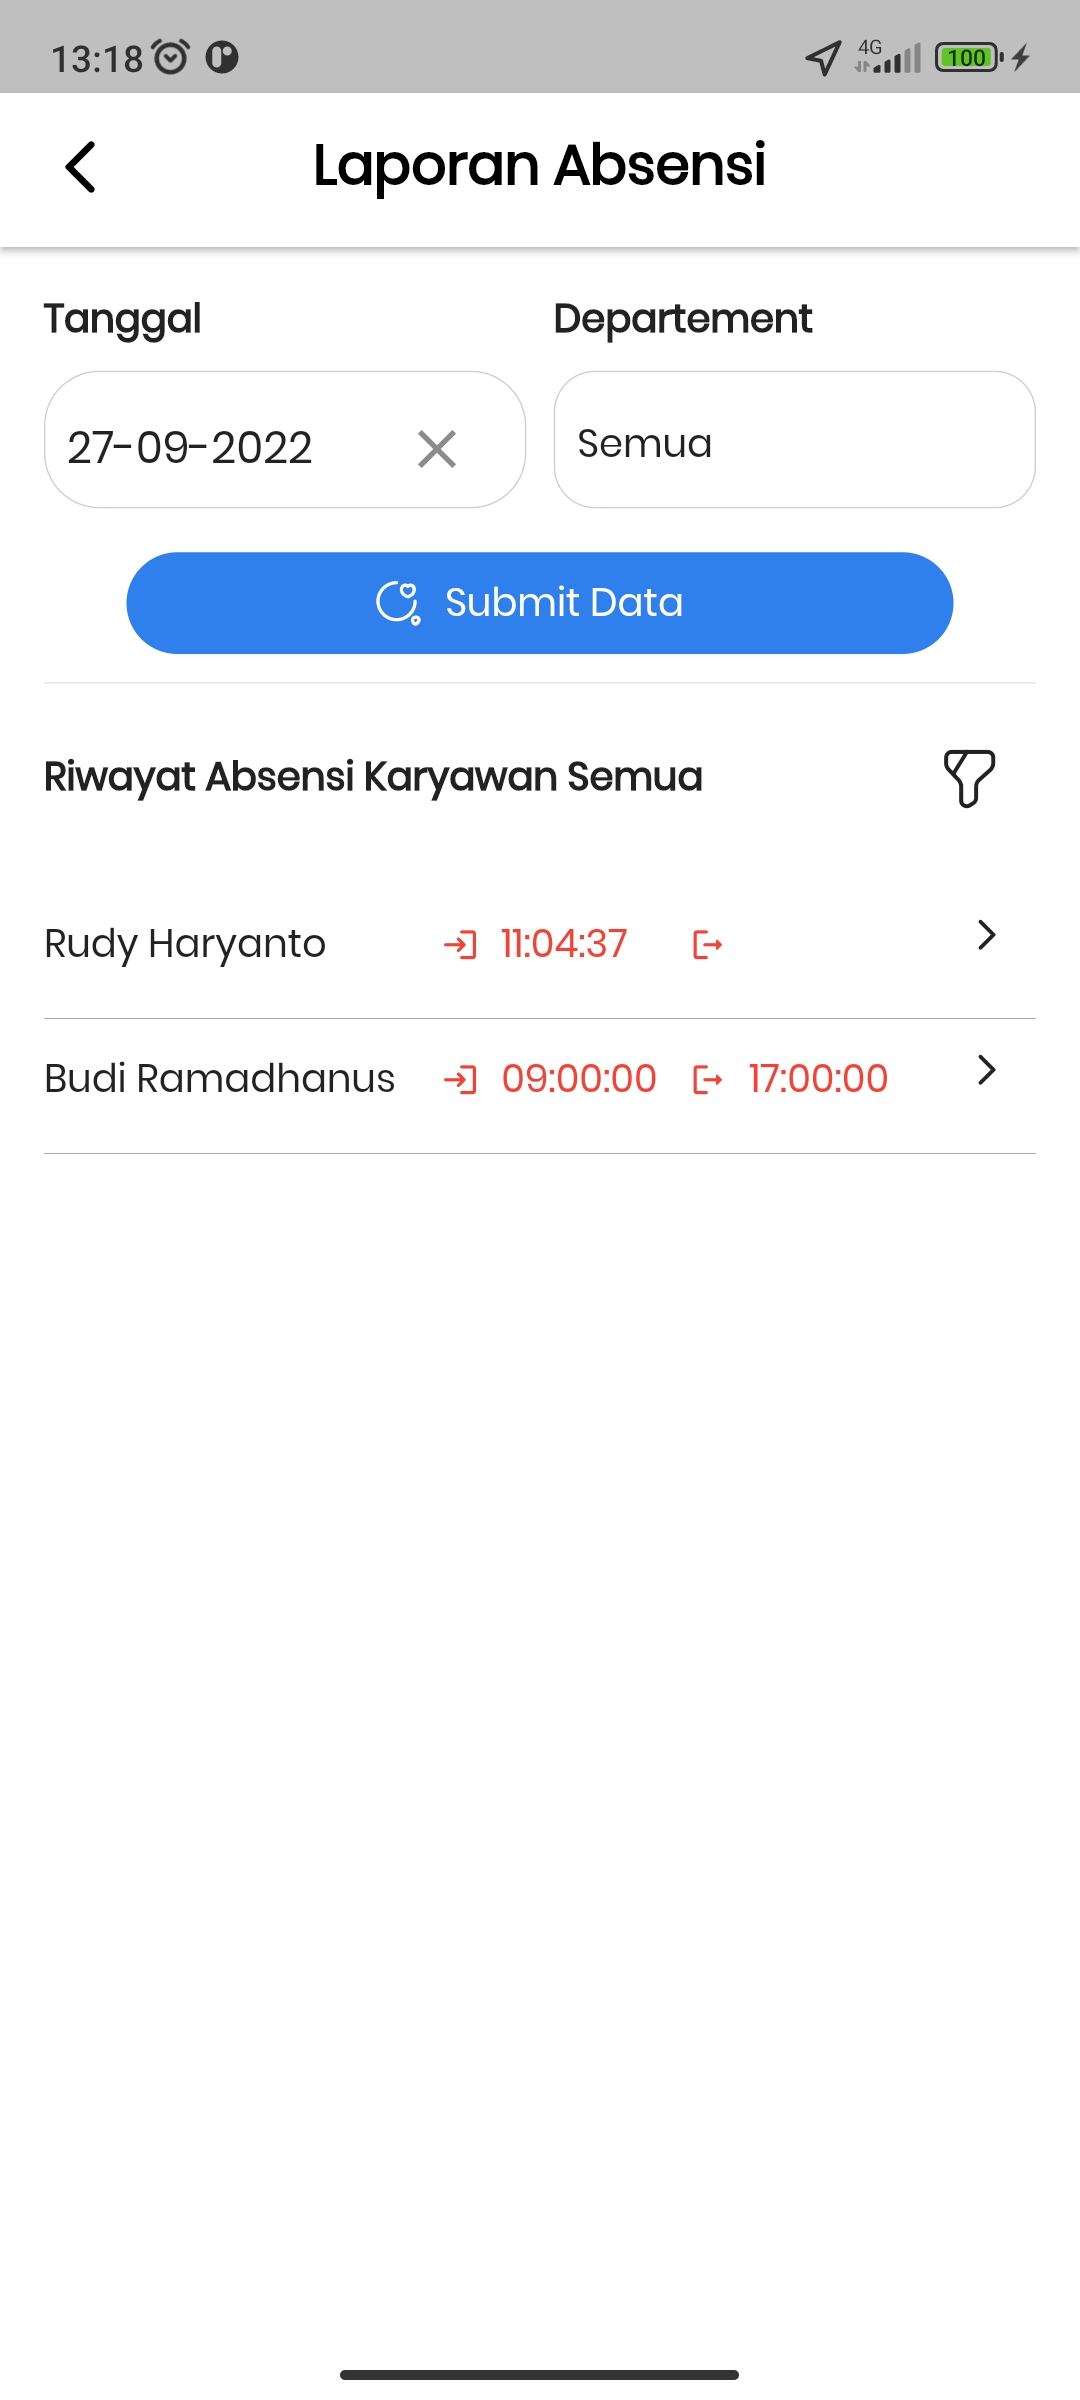 13:18 4G 100
Laporan Absensi
Tanggal Departement
27-09-2022 Semua
Submit Data
Riwayat Absensi Karyawan Semua
Rudy Haryanto 11:04:37
Budi Ramadhanus 09:00:00 17:00:00